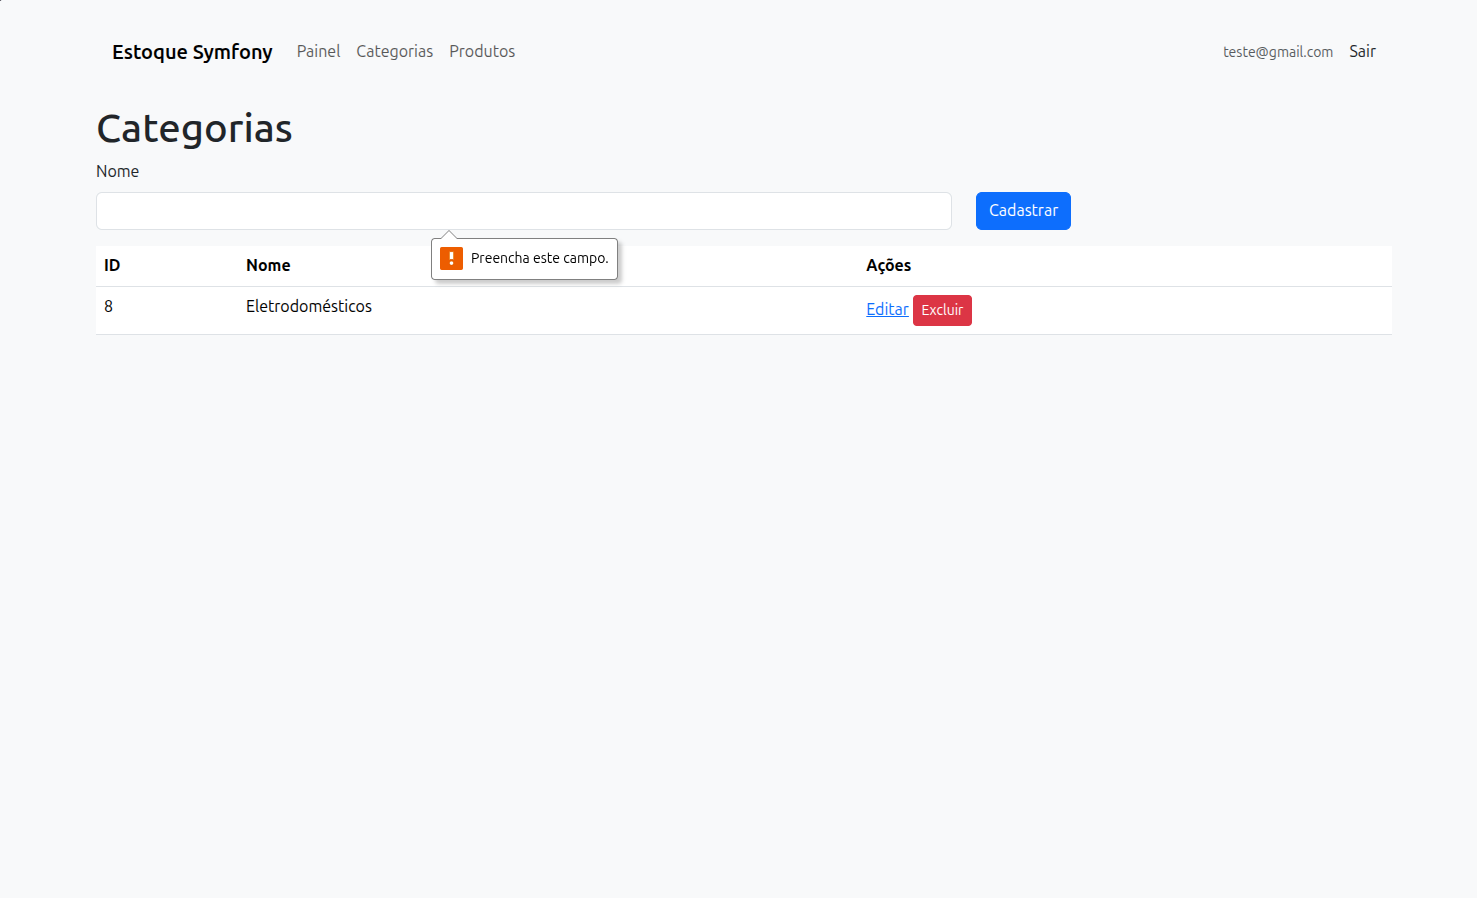 Estoque Symfony Painel Categorias Produtos teste@gmail.com Sair
Categorias
Nome
Cadastrar
Preencha este campo.
ID Nome Ações
8 Eletrodomésticos Editar Excluir